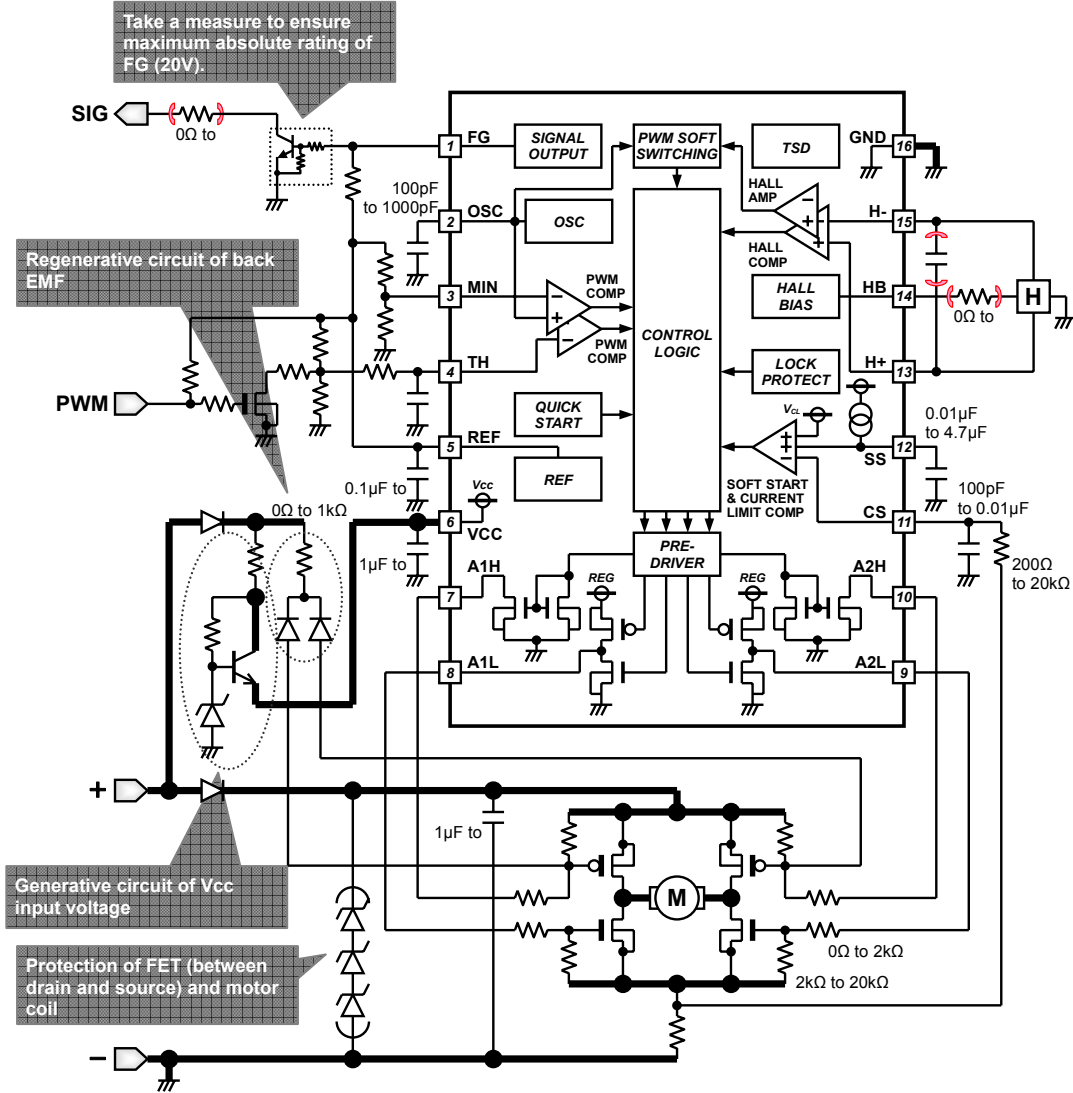 Take a measure to ensure
maximum absolute rating of
FG (20V).
SIG
0Ω to
1
FG
SIGNAL
OUTPUT
PWM SOFT
SWITCHING
TSD
GND
16
100pF
to 1000pF
2
OSC
OSC
HALL
AMP
H-
15
HALL
COMP
Regenerative circuit of back
EMF
3
MIN
PWM
COMP
PWM
COMP
CONTROL
LOGIC
HALL
BIAS
HB
14
0Ω to
H
4
TH
LOCK
PROTECT
H+
13
PWM
QUICK
START
VCL
0.01µF
to 4.7µF
5
REF
REF
SS
12
0.1µF to
SOFT START
& CURRENT
LIMIT COMP
100pF
to 0.01µF
0Ω to 1kΩ
6
VCC
Vcc
CS
11
1µF to
PRE-
DRIVER
200Ω
to 20kΩ
A1H
7
REG
REG
A2H
10
A1L
8
A2L
9
+
1µF to
Generative circuit of Vcc
input voltage
M
0Ω to 2kΩ
2kΩ to 20kΩ
Protection of FET (between
drain and source) and motor
coil
−